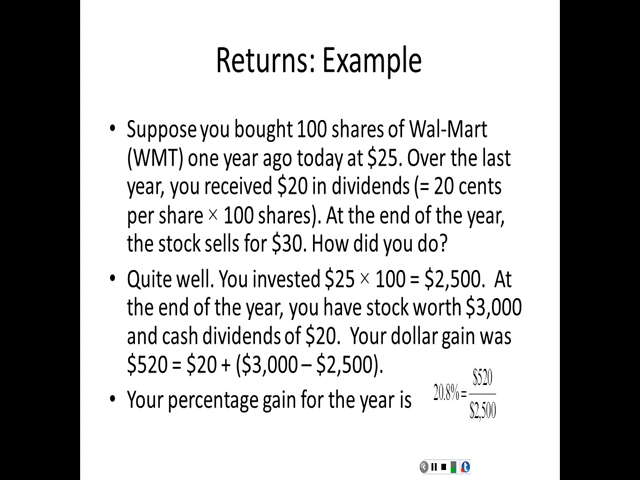 Returns: Example
• Suppose you bought 100 shares of Wal-Mart
(WMT) one year ago today at $25. Over the last
year, you received $20 in dividends (= 20 cents
per share × 100 shares). At the end of the year,
the stock sells for $30. How did you do?
• Quite well. You invested $25 × 100 = $2,500. At
the end of the year, you have stock worth $3,000
and cash dividends of $20. Your dollar gain was
$520 = $20 + ($3,000 – $2,500).
• Your percentage gain for the year is 20.8% = $520
$2,500